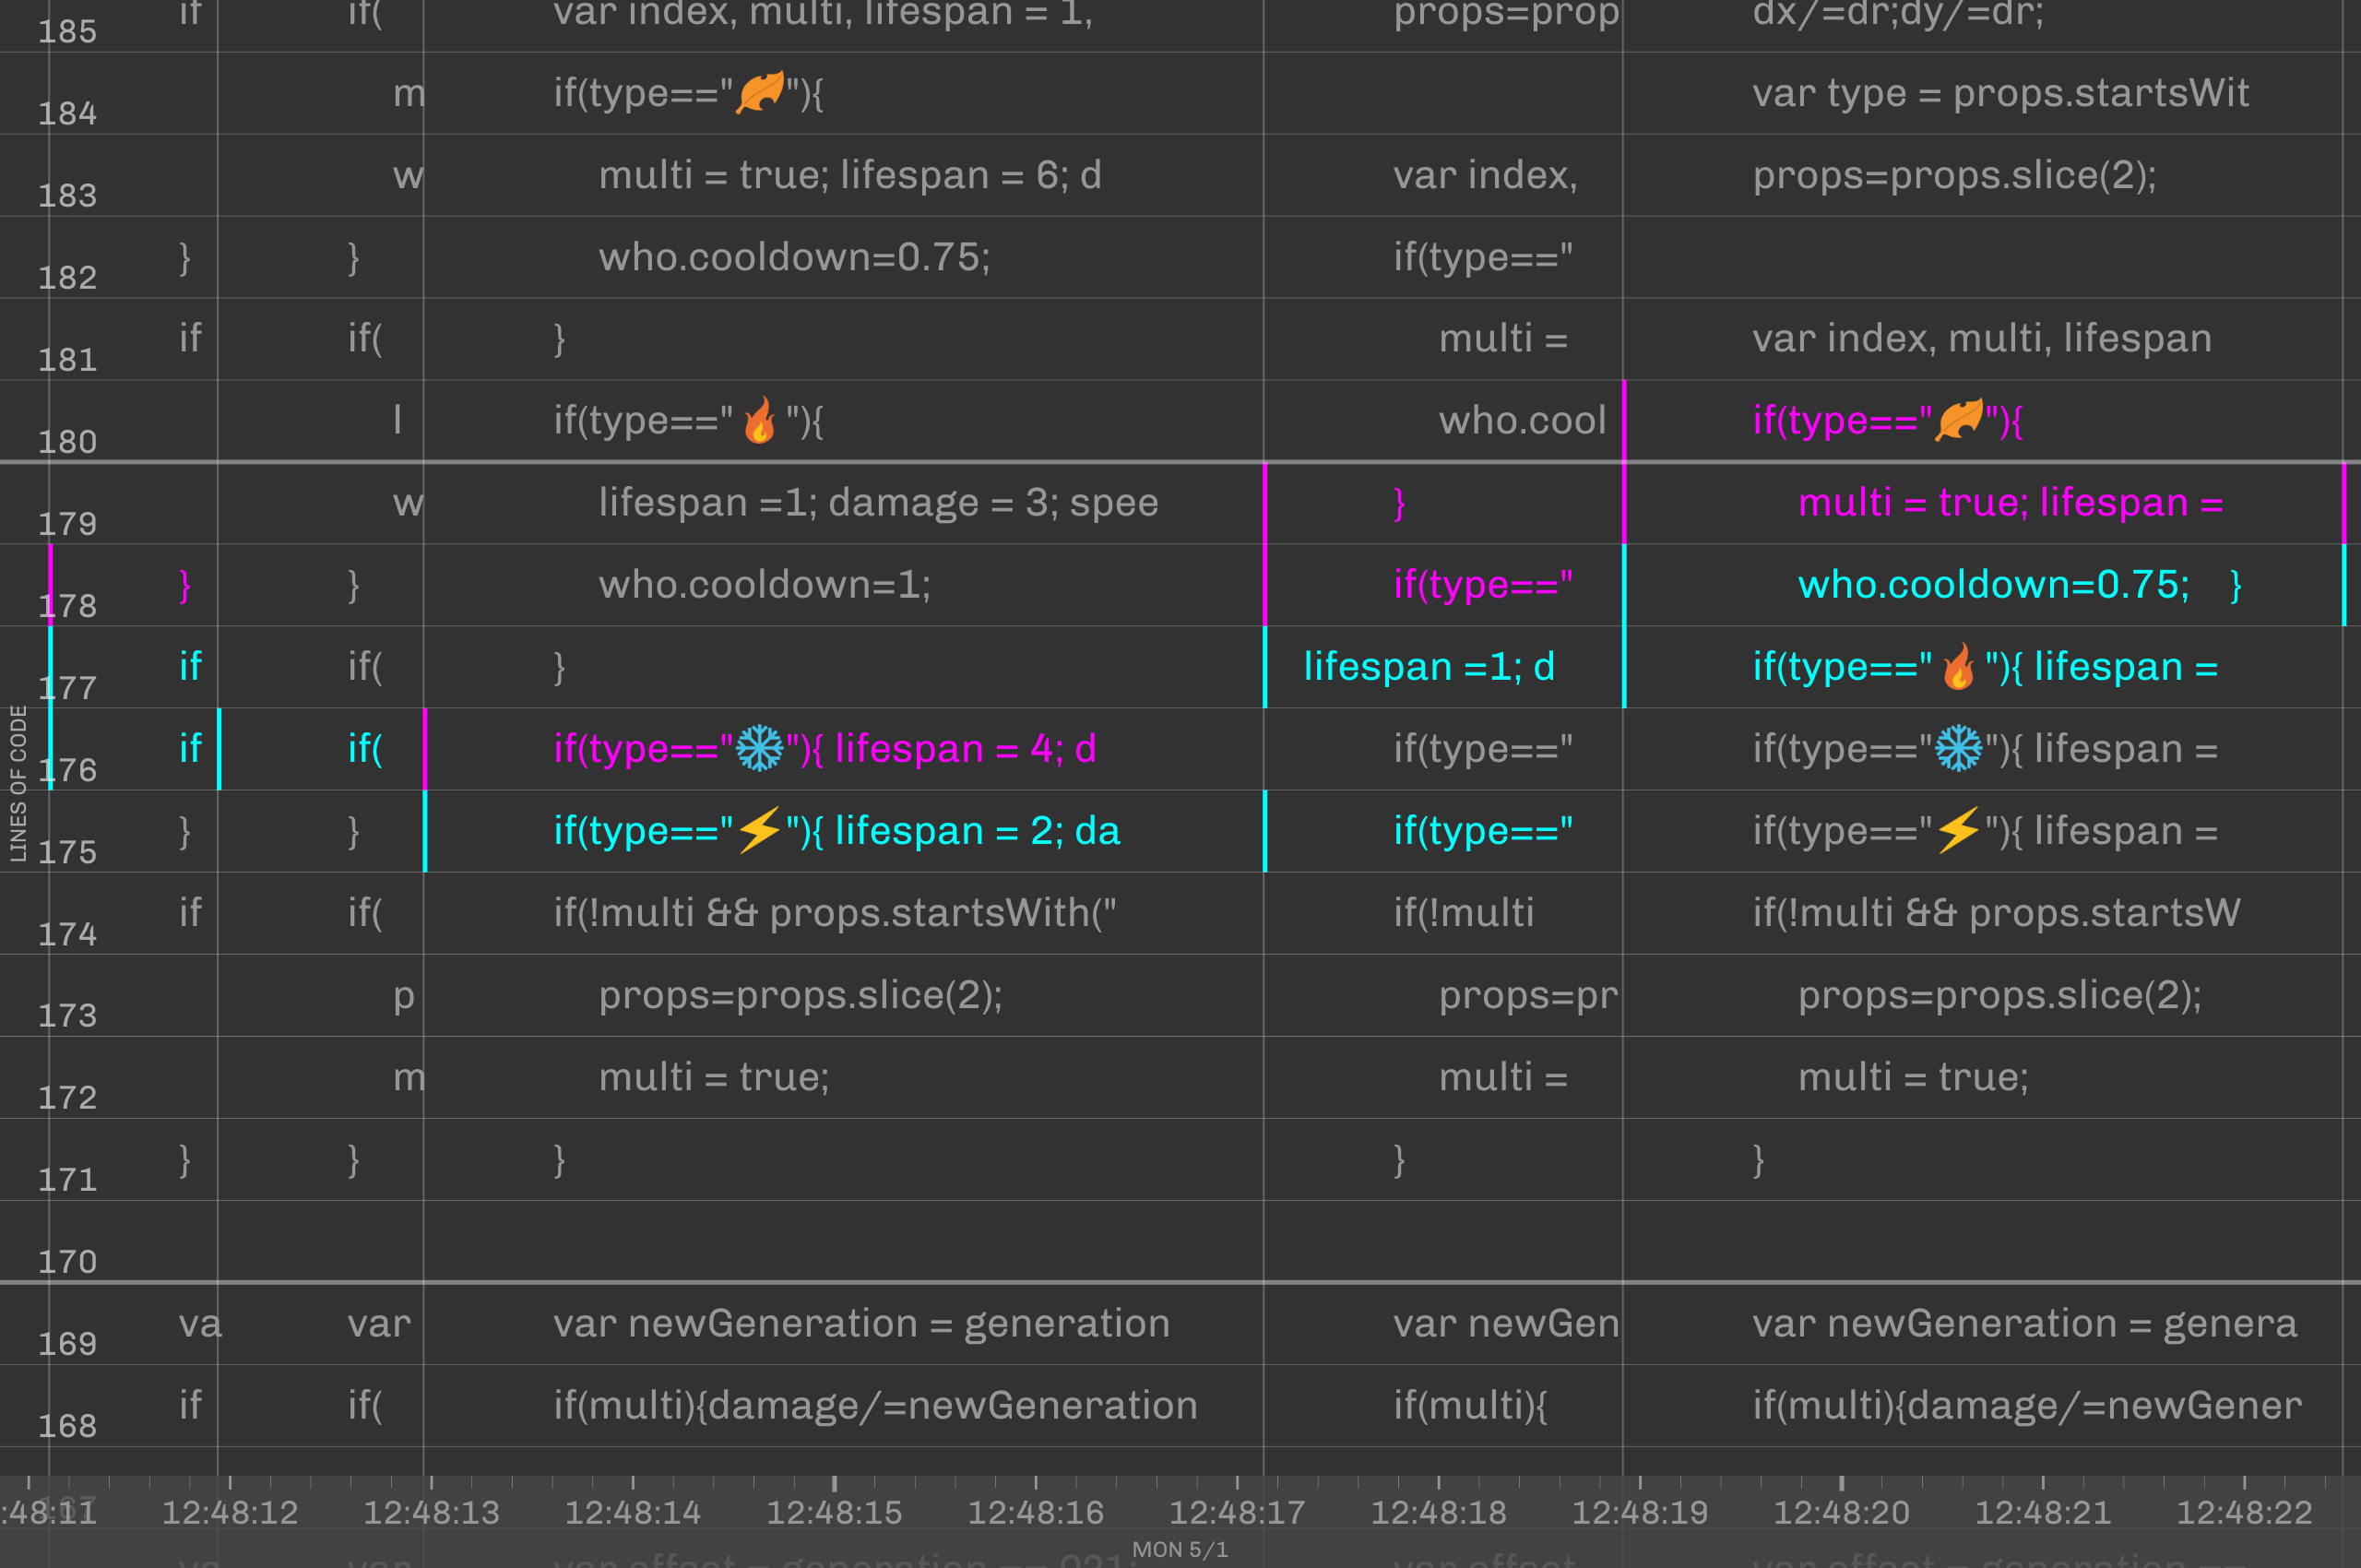 185 if if( var index, multi, lifespan = 1, props=prop dx/=dr;dy/=dr;
184 m if(type=="🍂"){ var type = props.startsWit
183 w multi = true; lifespan = 6; d var index, props=props.slice(2);
182 } } who.cooldown=0.75; if(type=="
181 if if( } multi = var index, multi, lifespan
180 l if(type=="🔥"){ who.cool if(type=="🍂"){
179 w lifespan =1; damage = 3; spee } multi = true; lifespan =
178 } } who.cooldown=1; if(type==" who.cooldown=0.75; }
177 if if( } lifespan =1; d if(type=="🔥"){ lifespan =
176 if if( if(type=="❄️"){ lifespan = 4; d if(type==" if(type=="❄️"){ lifespan =
175 } } if(type=="⚡"){ lifespan = 2; da if(type==" if(type=="⚡"){ lifespan =
174 if if( if(!multi && props.startsWith(" if(!multi if(!multi && props.startsW
173 p props=props.slice(2); props=pr props=props.slice(2);
172 m multi = true; multi = multi = true;
171 } } } } }
170
169 va var var newGeneration = generation var newGen var newGeneration = genera
168 if if( if(multi){damage/=newGeneration if(multi){ if(multi){damage/=newGener
LINES OF CODE
167
:48:11 12:48:12 12:48:13 12:48:14 12:48:15 12:48:16 12:48:17 12:48:18 12:48:19 12:48:20 12:48:21 12:48:22
MON 5/1